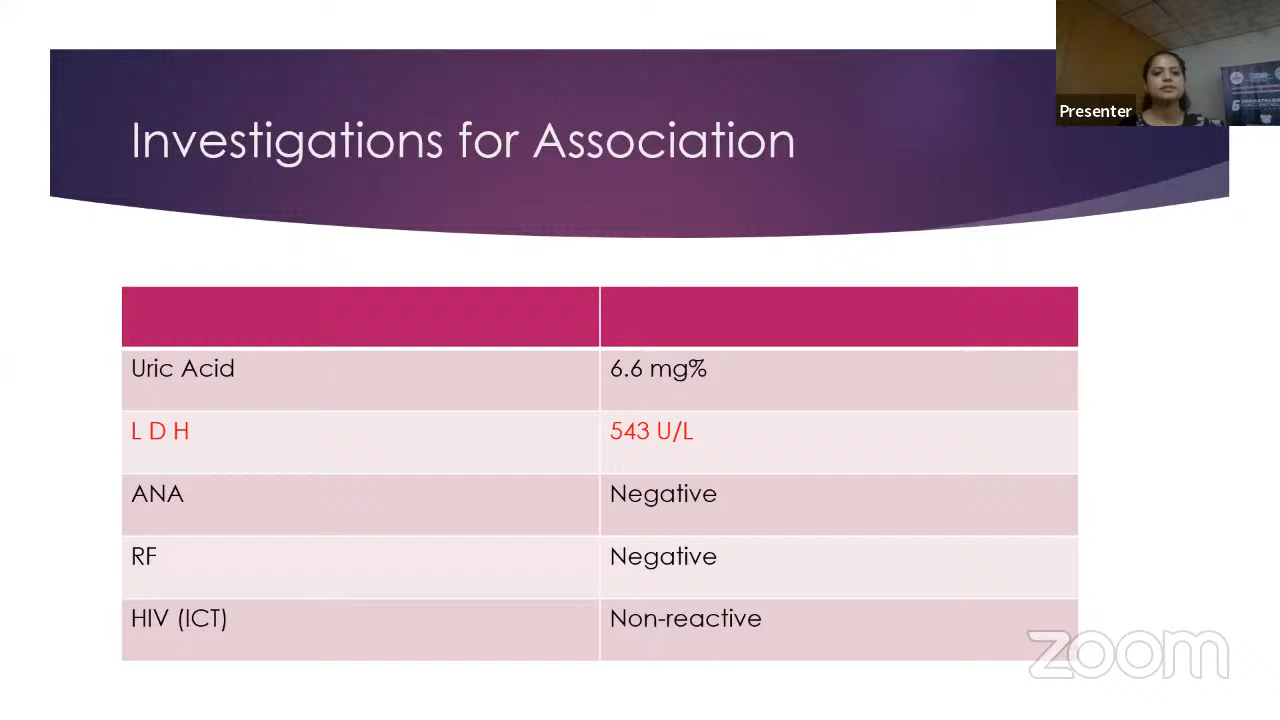 Investigations for Association
Presenter
Uric Acid 6.6 mg%
L D H 543 U/L
ANA Negative
RF Negative
HIV (ICT) Non-reactive
zoom